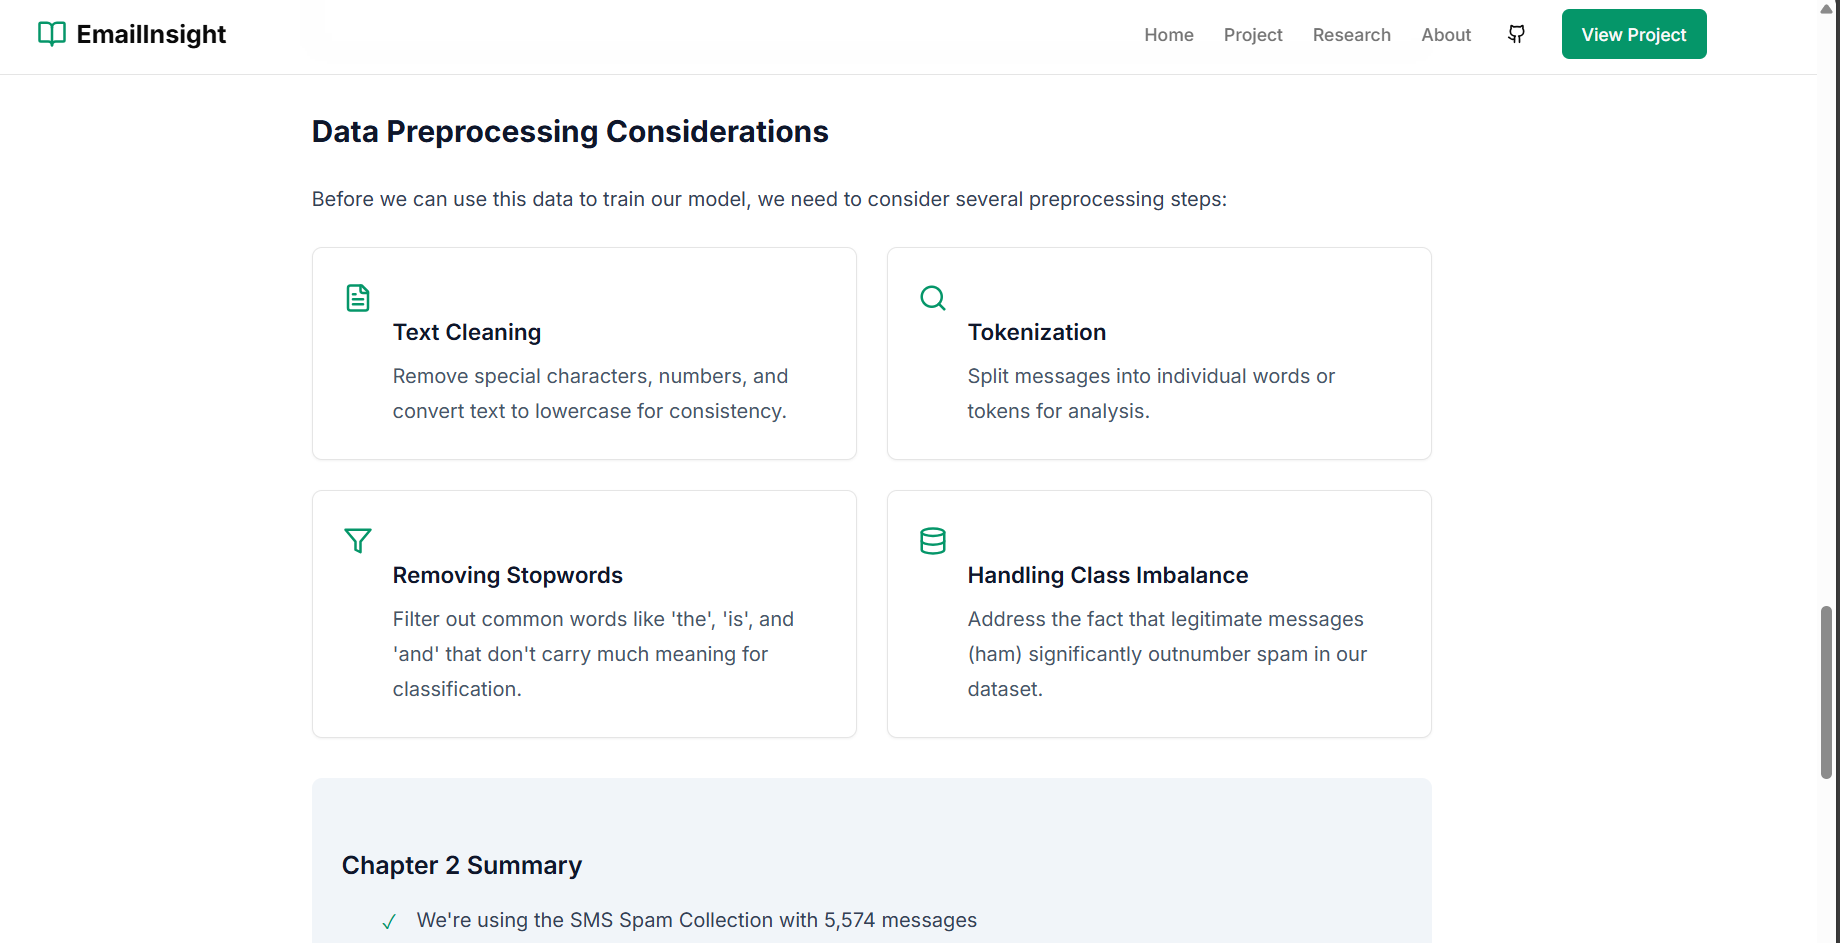 EmailInsight
Home
Project
Research
About
View Project
Data Preprocessing Considerations
Before we can use this data to train our model, we need to consider several preprocessing steps:
Text Cleaning
Remove special characters, numbers, and
convert text to lowercase for consistency.
Tokenization
Split messages into individual words or
tokens for analysis.
Removing Stopwords
Filter out common words like 'the', 'is', and
'and' that don't carry much meaning for
classification.
Handling Class Imbalance
Address the fact that legitimate messages
(ham) significantly outnumber spam in our
dataset.
Chapter 2 Summary
✓ We're using the SMS Spam Collection with 5,574 messages